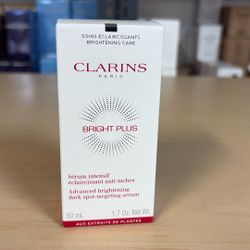 SOINS ÉCLAIRCISSANTS
BRIGHTENING CARE
CLARINS
PARIS
BRIGHT PLUS
Sérum intensif
éclaircissant anti-taches
Advanced brightening
dark spot-targeting serum
50 mL 1.7 Oz. Net Wt.
AUX EXTRAITS DE PLANTES